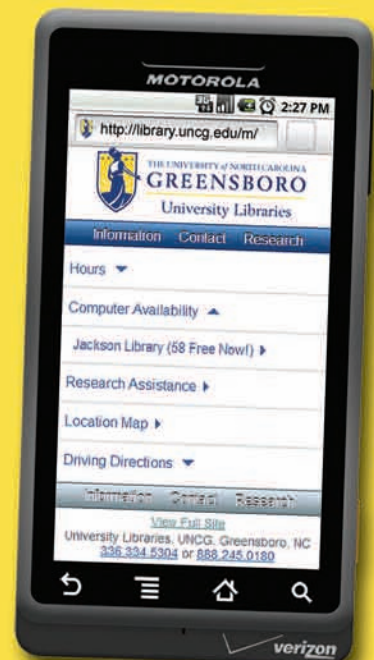 MOTOROLA
3G 2:27 PM
http://library.uncg.edu/m/
THE UNIVERSITY of NORTH CAROLINA
GREENSBORO
University Libraries
Information Contact Research
Hours
Computer Availability
Jackson Library (58 Free Now!)
Research Assistance
Location Map
Driving Directions
Information Contact Research
View Full Site
University Libraries, UNCG, Greensboro, NC
336.334.5304 or 888.245.0180
verizon